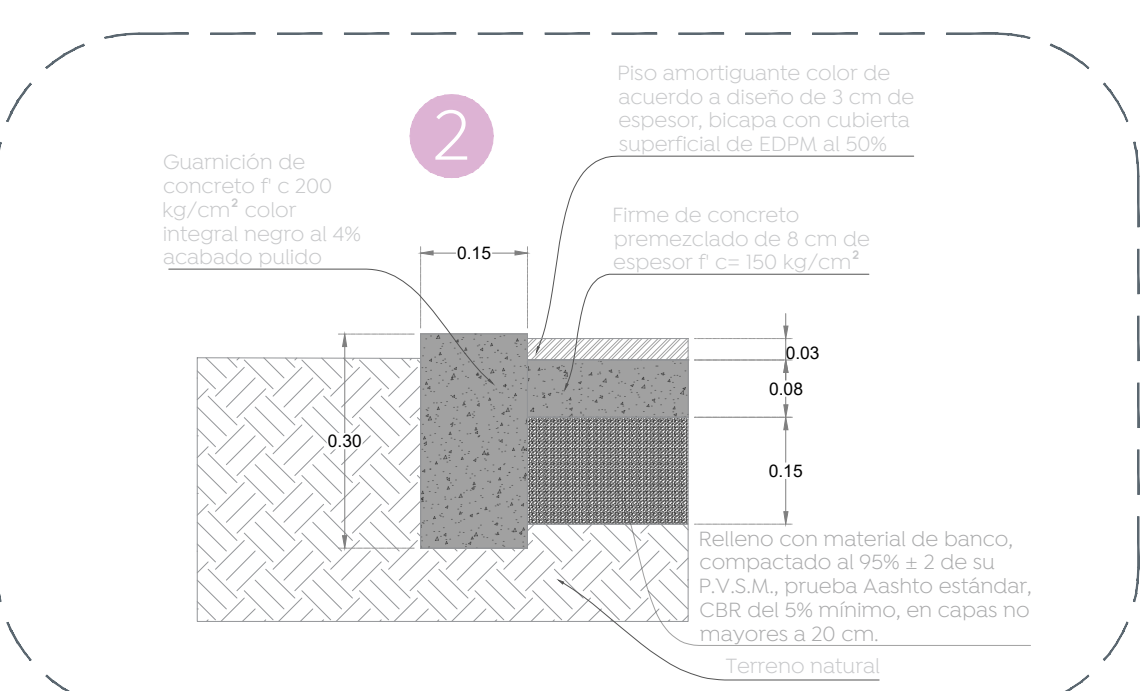 Piso amortiguante color de
acuerdo a diseño de 3 cm de
espesor, bicapa con cubierta
superficial de EDPM al 50%
2
Guarnición de
concreto f' c 200
kg/cm² color
integral negro al 4%
acabado pulido
Firme de concreto
premezclado de 8 cm de
espesor f' c= 150 kg/cm²
0.15
0.03
0.08
0.30
0.15
Relleno con material de banco,
compactado al 95% ± 2 de su
P.V.S.M., prueba Aashto estándar,
CBR del 5% mínimo, en capas no
mayores a 20 cm.
Terreno natural